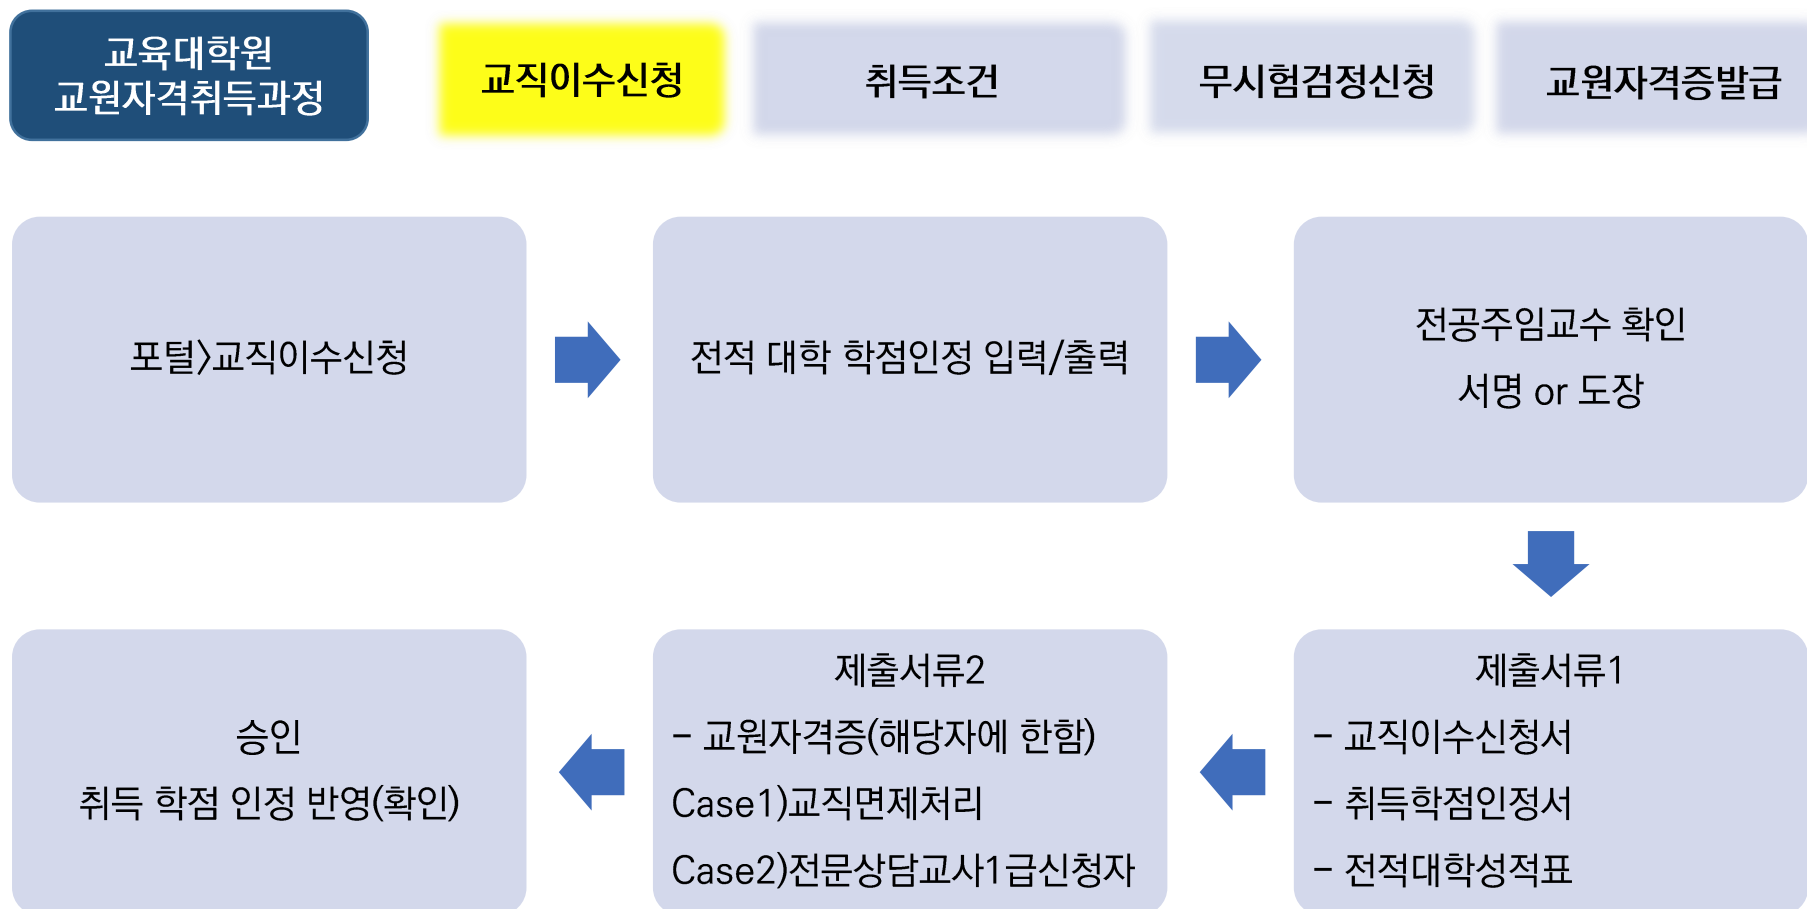 교육대학원
교원자격취득과정
교직이수신청
취득조건
무시험검정신청
교원자격증발급
포털>교직이수신청
전적 대학 학점인정 입력/출력
전공주임교수 확인
서명 or 도장
제출서류1
- 교직이수신청서
- 취득학점인정서
- 전적대학성적표
제출서류2
- 교원자격증(해당자에 한함)
Case1)교직면제처리
Case2)전문상담교사1급신청자
승인
취득 학점 인정 반영(확인)